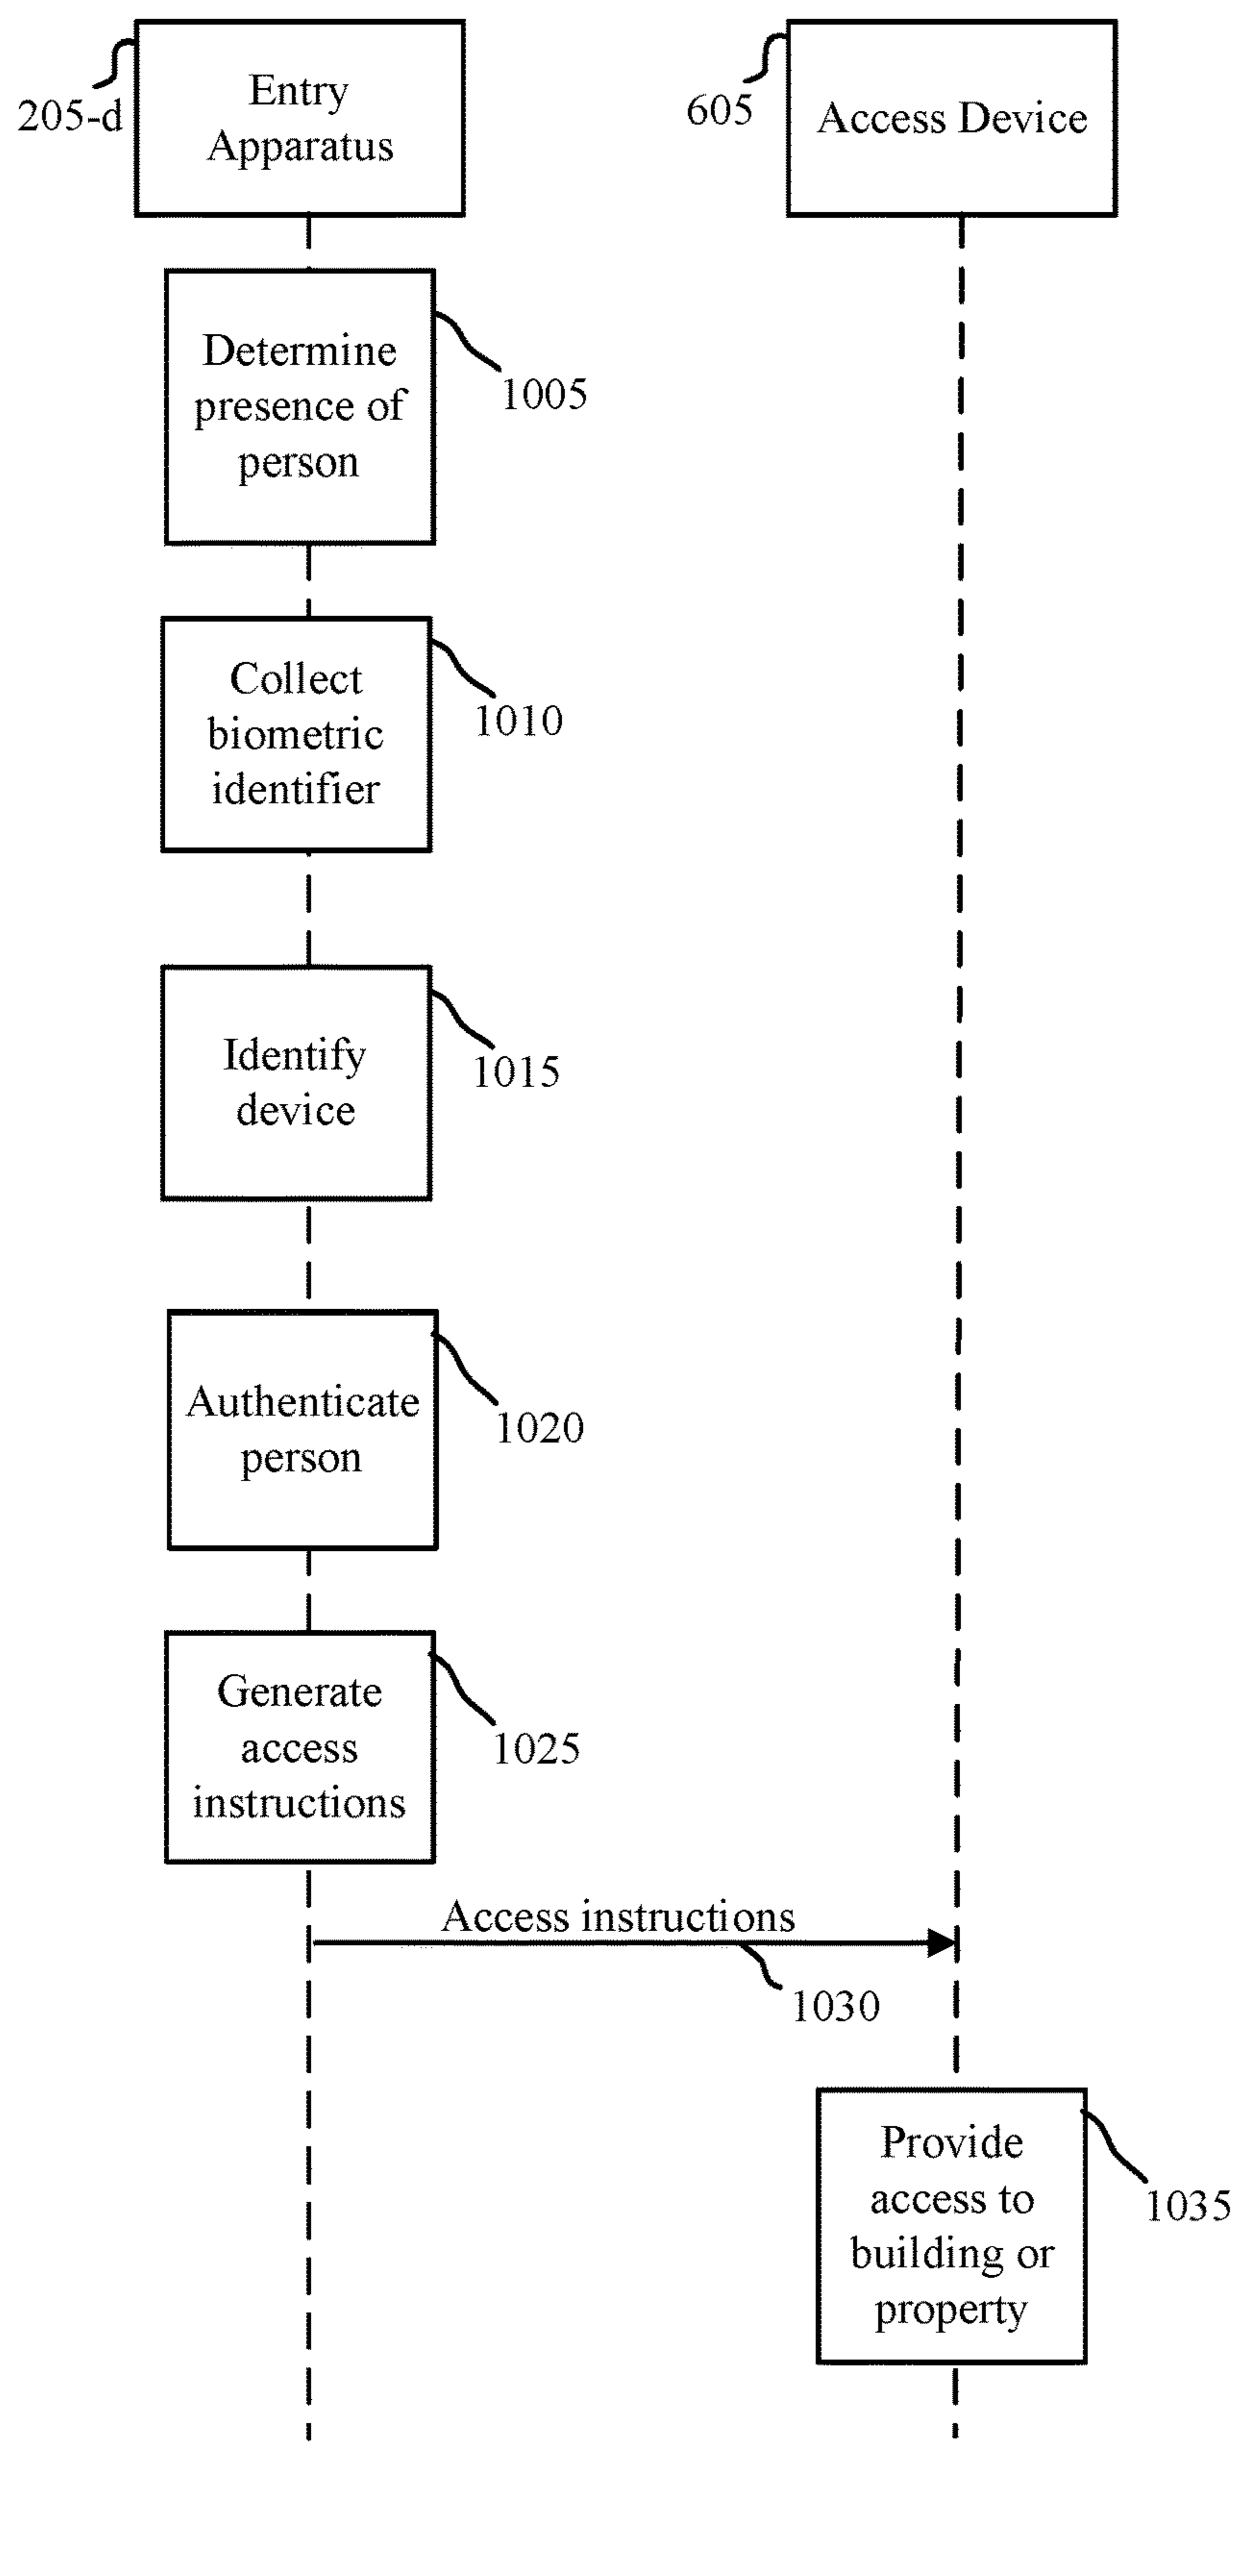 Entry
Apparatus
205-d
Access Device
605
Determine
presence of
person
1005
Collect
biometric
identifier
1010
Identify
device
1015
Authenticate
person
1020
Generate
access
instructions
1025
Access instructions
1030
Provide
access to
building or
property
1035